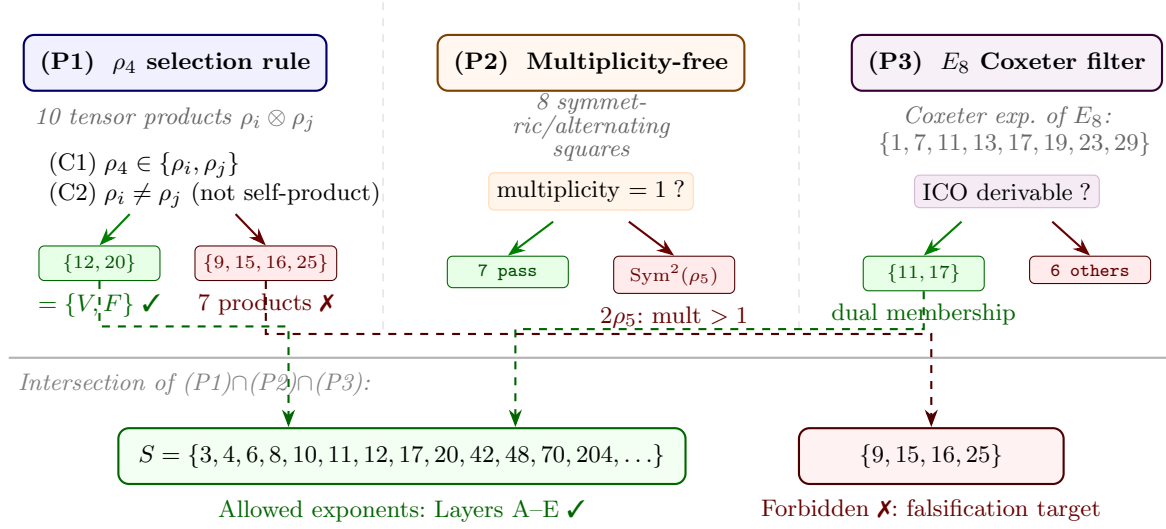 (P1) ρ₄ selection rule
10 tensor products ρᵢ ⊗ ρⱼ
(C1) ρ₄ ∈ {ρᵢ, ρⱼ}
(C2) ρᵢ ≠ ρⱼ (not self-product)
{12, 20}
{9, 15, 16, 25}
= {V, F} ✓
7 products ✗
(P2) Multiplicity-free
8 symmet-
ric/alternating
squares
multiplicity = 1 ?
7 pass
Sym²(ρ₅)
2ρ₅: mult > 1
(P3) E₈ Coxeter filter
Coxeter exp. of E₈:
{1, 7, 11, 13, 17, 19, 23, 29}
ICO derivable ?
{11, 17}
6 others
dual membership
Intersection of (P1)∩(P2)∩(P3):
S = {3, 4, 6, 8, 10, 11, 12, 17, 20, 42, 48, 70, 204, …}
{9, 15, 16, 25}
Allowed exponents: Layers A–E ✓
Forbidden ✗: falsification target